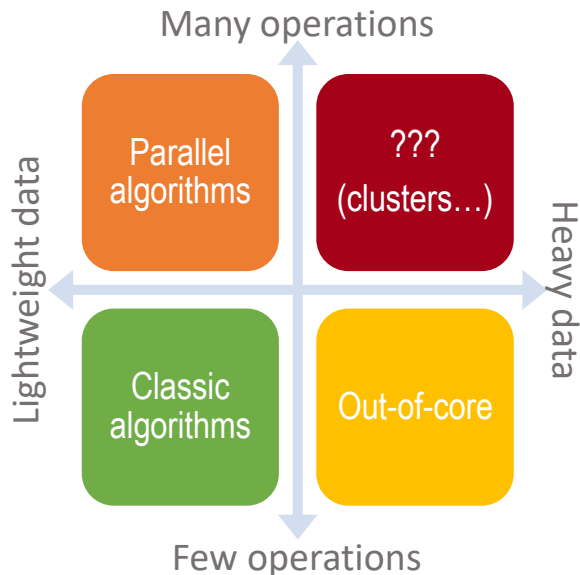 Many operations
Parallel
algorithms
???
(clusters…)
Lightweight data
Heavy data
Classic
algorithms
Out-of-core
Few operations